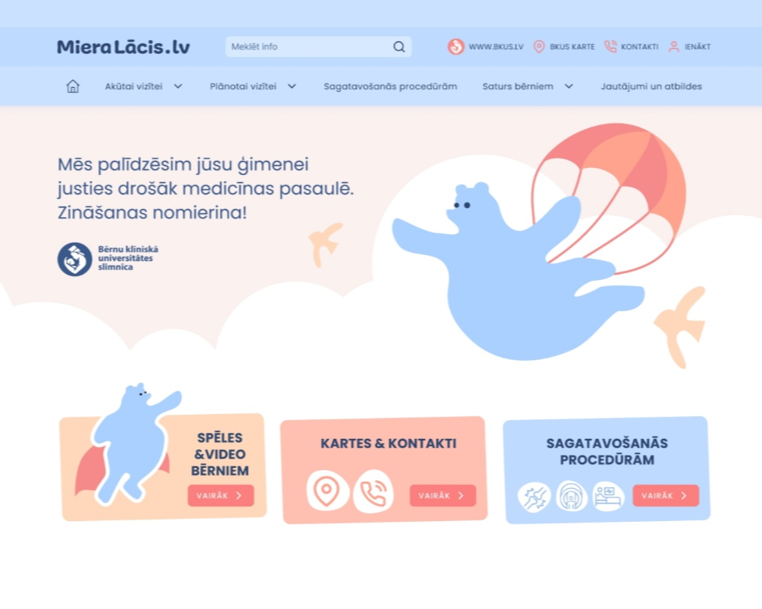 Miera Lācis.lv
Meklēt info
WWW.BKUS.LV
BKUS KARTE
KONTAKTI
IENĀKT
Akūtai vizītei
Plānotai vizītei
Sagatavošanās procedūrām
Saturs bērniem
Jautājumi un atbildes
Mēs palīdzēsim jūsu ģimenei
justies drošāk medicīnas pasaulē.
Zināšanas nomierina!
Bērnu klīniskā
universitātes
slimnīca
SPĒLES
&VIDEO
BĒRNIEM
VAIRĀK
KARTES & KONTAKTI
VAIRĀK
SAGATAVOŠANĀS
PROCEDŪRĀM
VAIRĀK